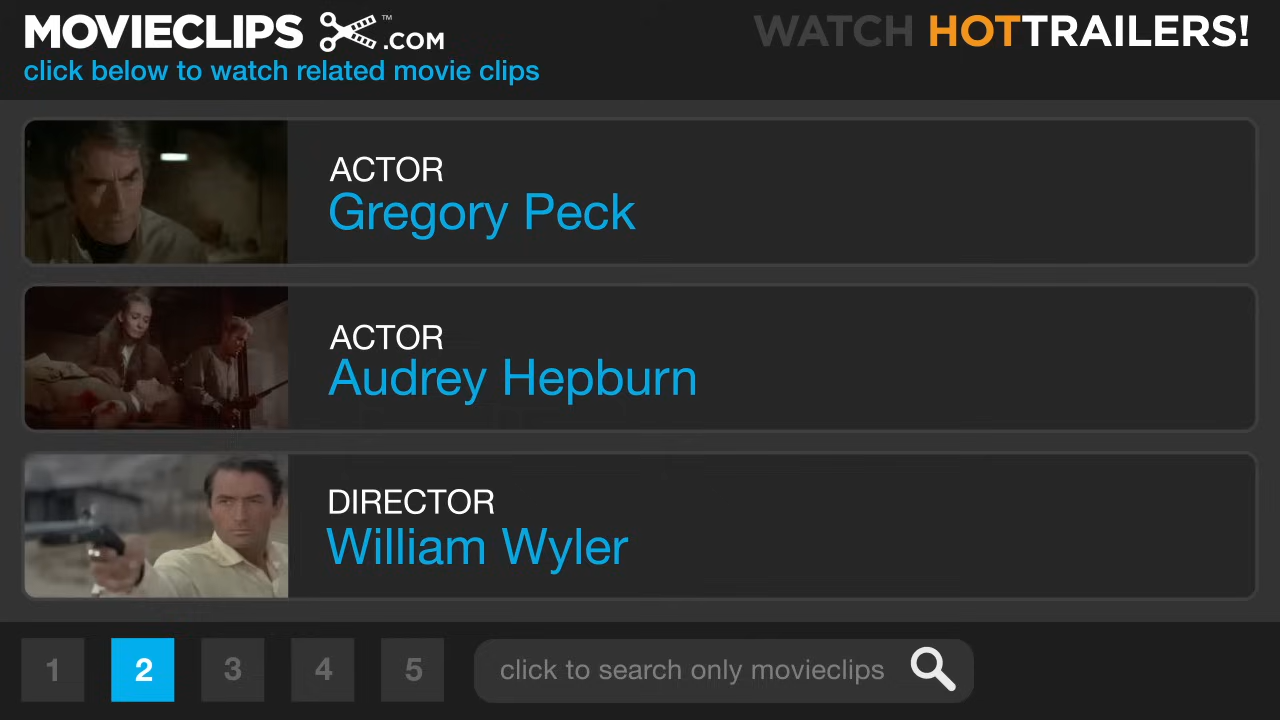 MOVIECLIPS ™ .COM
WATCH HOTTRAILERS!
click below to watch related movie clips
ACTOR
Gregory Peck
ACTOR
Audrey Hepburn
DIRECTOR
William Wyler
1 2 3 4 5 click to search only movieclips